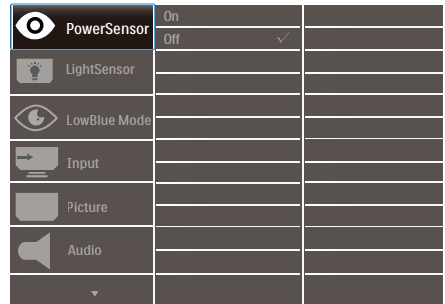 PowerSensor
On
Off
LightSensor
LowBlue Mode
Input
Picture
Audio